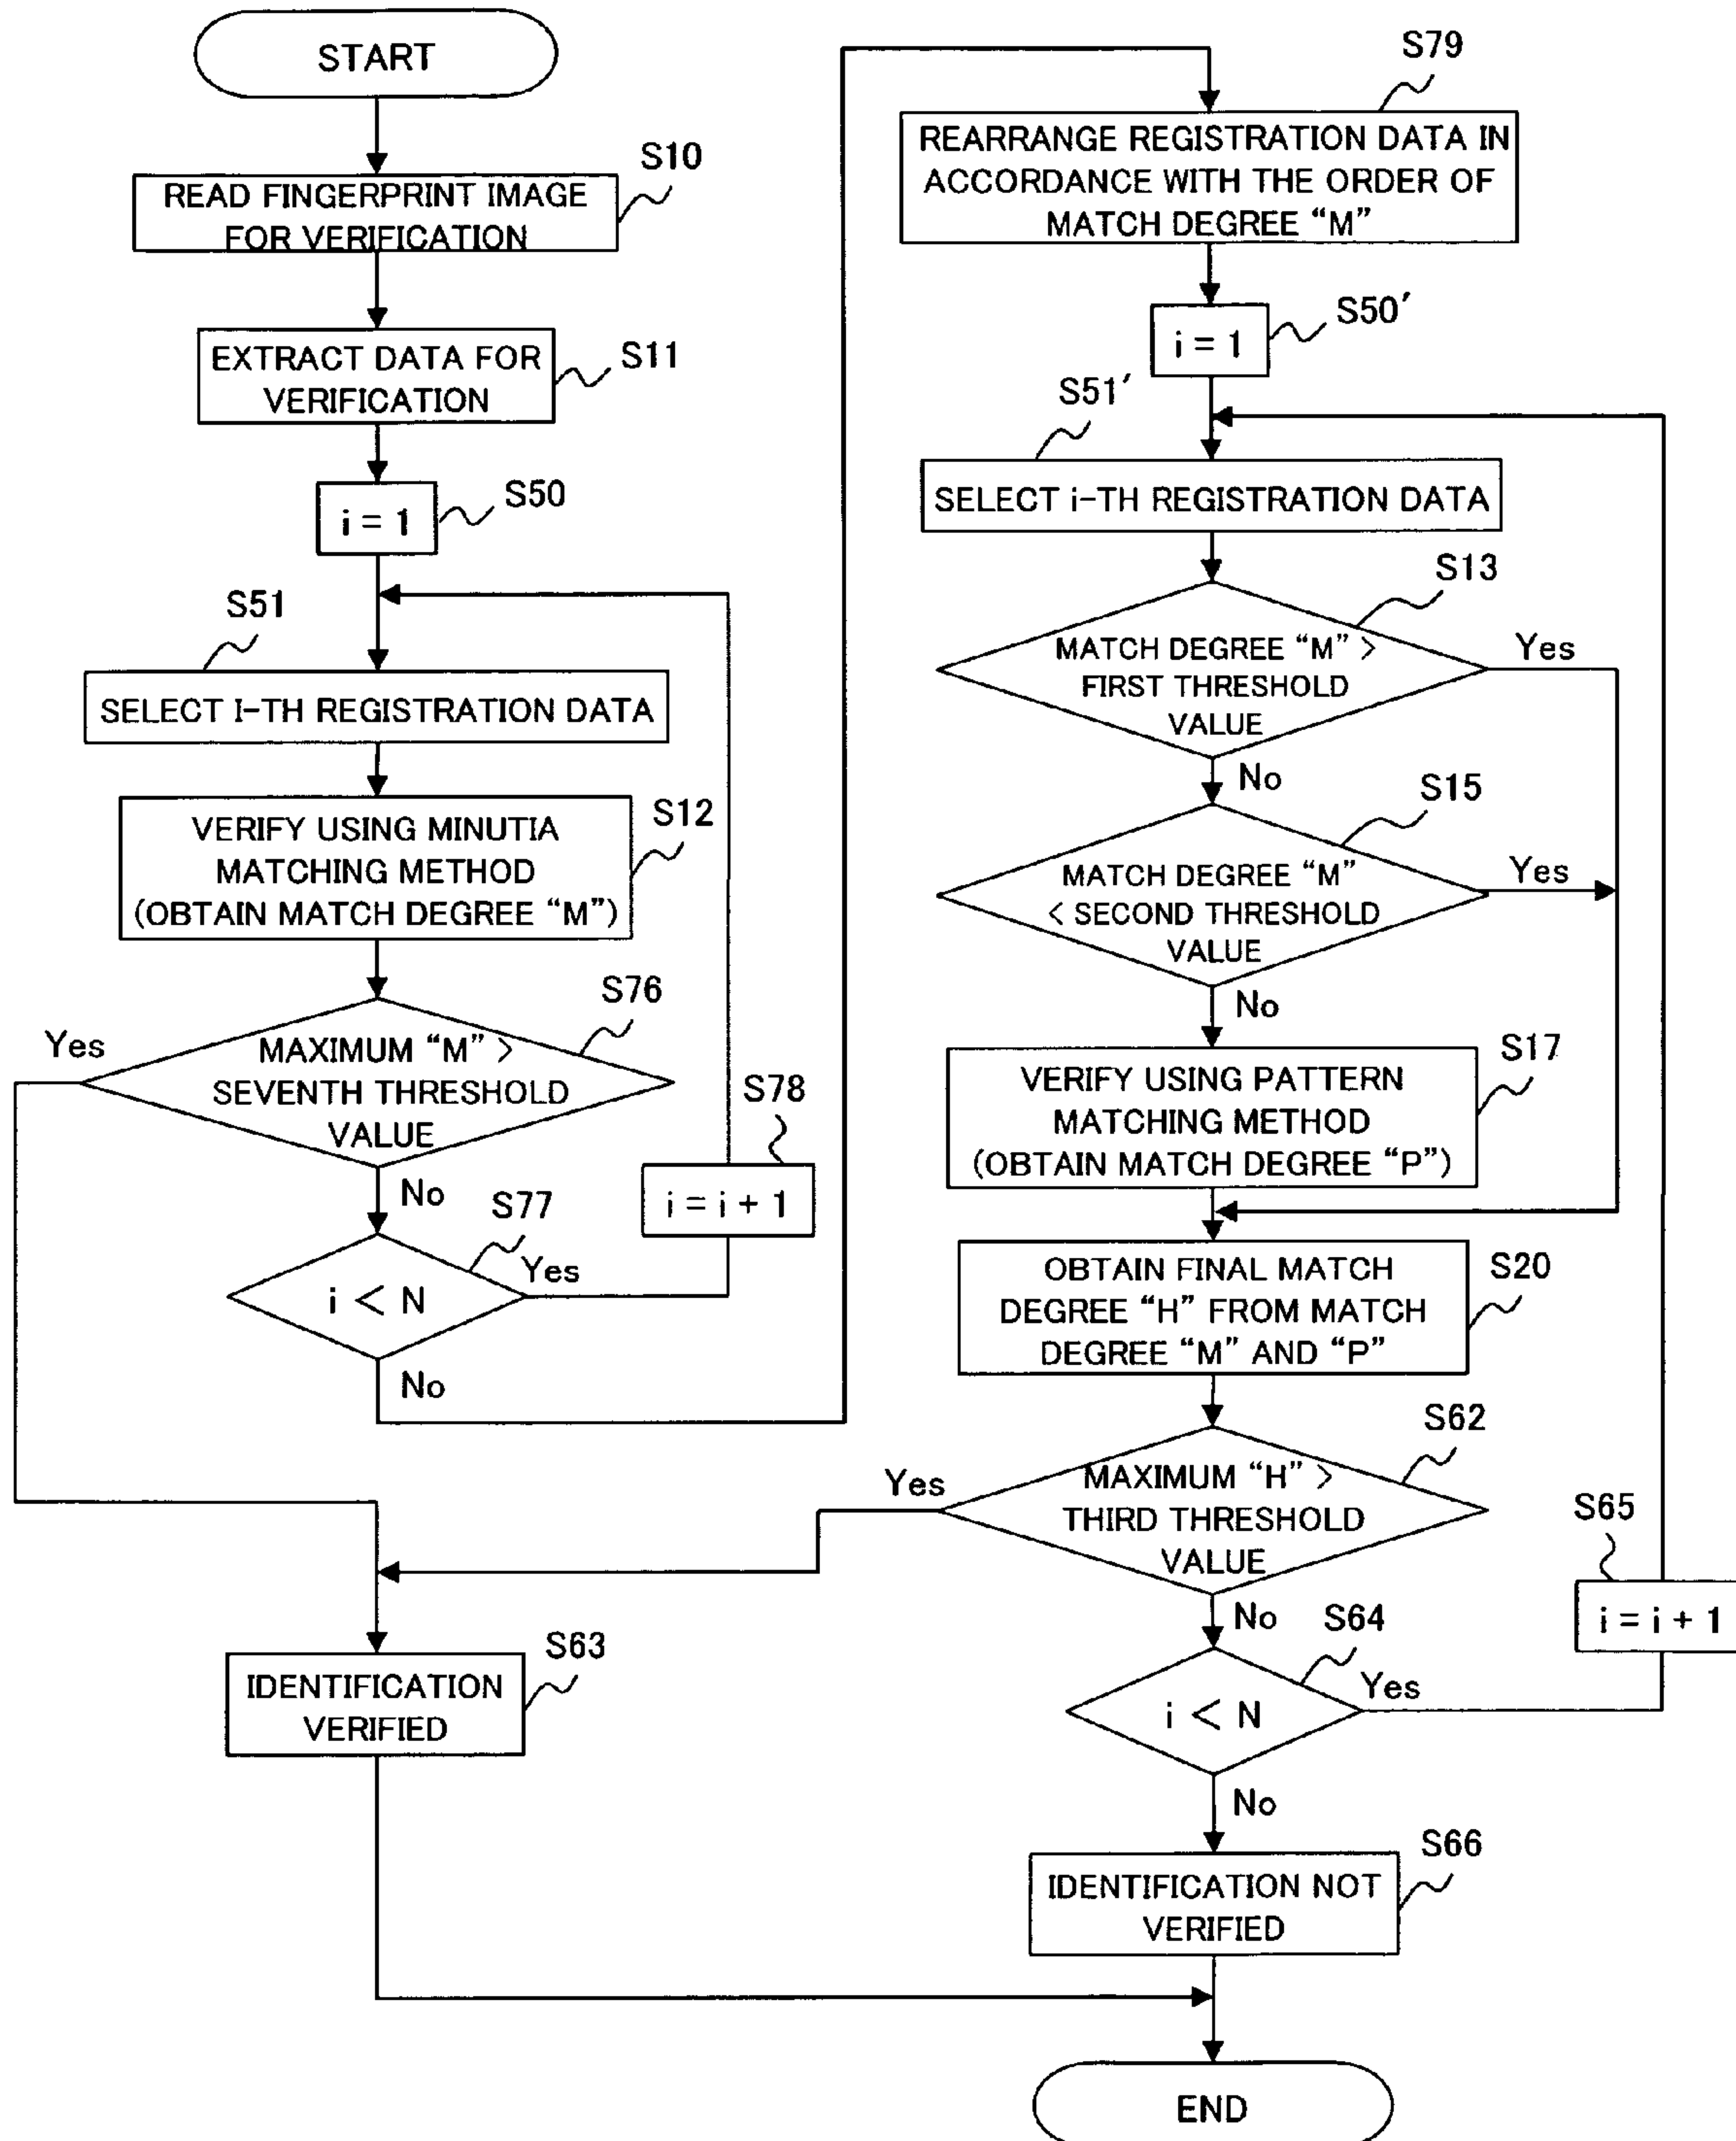 START
S10
READ FINGERPRINT IMAGE
FOR VERIFICATION
S11
EXTRACT DATA FOR
VERIFICATION
S50
i = 1
S51
SELECT I-TH REGISTRATION DATA
S12
VERIFY USING MINUTIA
MATCHING METHOD
(OBTAIN MATCH DEGREE “M”)
S76
Yes
MAXIMUM “M” >
SEVENTH THRESHOLD
VALUE
No
S78
i = i + 1
S77
Yes
i < N
No
S63
IDENTIFICATION
VERIFIED
S79
REARRANGE REGISTRATION DATA IN
ACCORDANCE WITH THE ORDER OF
MATCH DEGREE “M”
S50′
i = 1
S51′
SELECT i-TH REGISTRATION DATA
S13
MATCH DEGREE “M” >
FIRST THRESHOLD
VALUE
Yes
No
S15
MATCH DEGREE “M”
< SECOND THRESHOLD
VALUE
Yes
No
S17
VERIFY USING PATTERN
MATCHING METHOD
(OBTAIN MATCH DEGREE “P”)
S20
OBTAIN FINAL MATCH
DEGREE “H” FROM MATCH
DEGREE “M” AND “P”
S62
Yes
MAXIMUM “H” >
THIRD THRESHOLD
VALUE
No
S65
i = i + 1
S64
Yes
i < N
No
S66
IDENTIFICATION NOT
VERIFIED
END